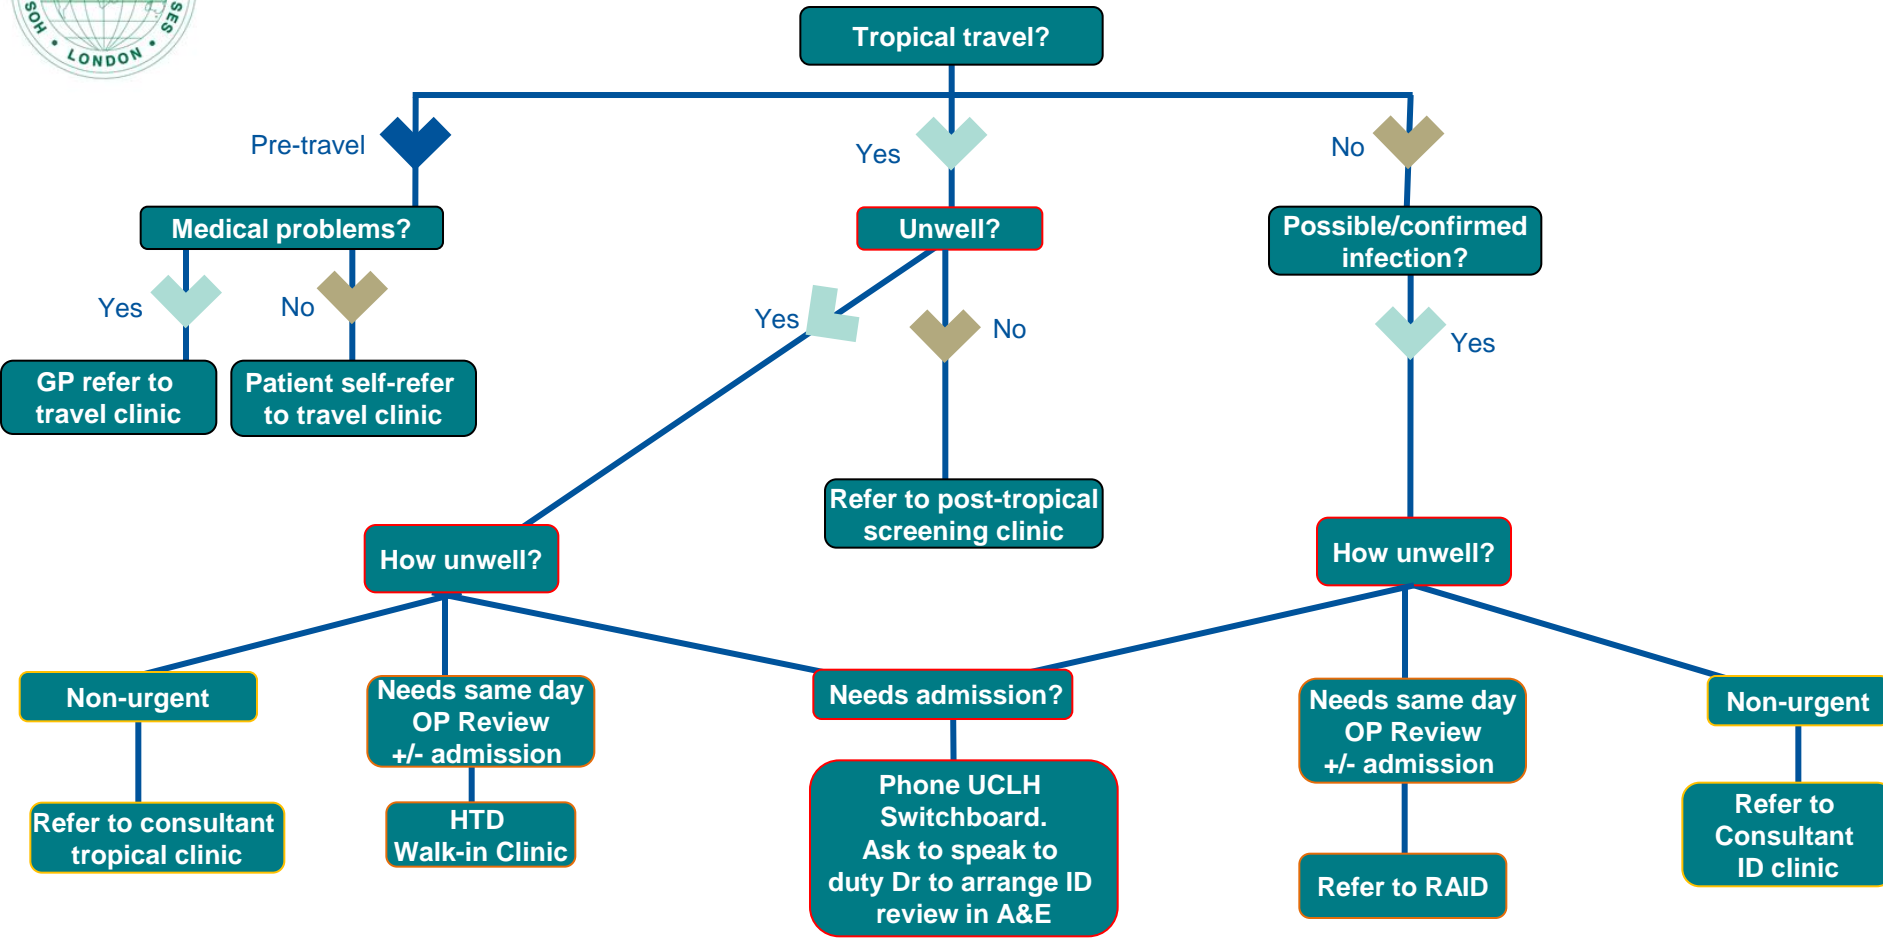 HOS
SES
• LONDON •
Tropical travel?
Pre-travel
Yes
No
Medical problems?
Unwell?
Possible/confirmed
infection?
Yes
No
Yes
No
Yes
GP refer to
travel clinic
Patient self-refer
to travel clinic
Refer to post-tropical
screening clinic
How unwell?
How unwell?
Non-urgent
Needs same day
OP Review
+/- admission
Needs admission?
Needs same day
OP Review
+/- admission
Non-urgent
Refer to consultant
tropical clinic
HTD
Walk-in Clinic
Phone UCLH
Switchboard.
Ask to speak to
duty Dr to arrange ID
review in A&E
Refer to RAID
Refer to
Consultant
ID clinic